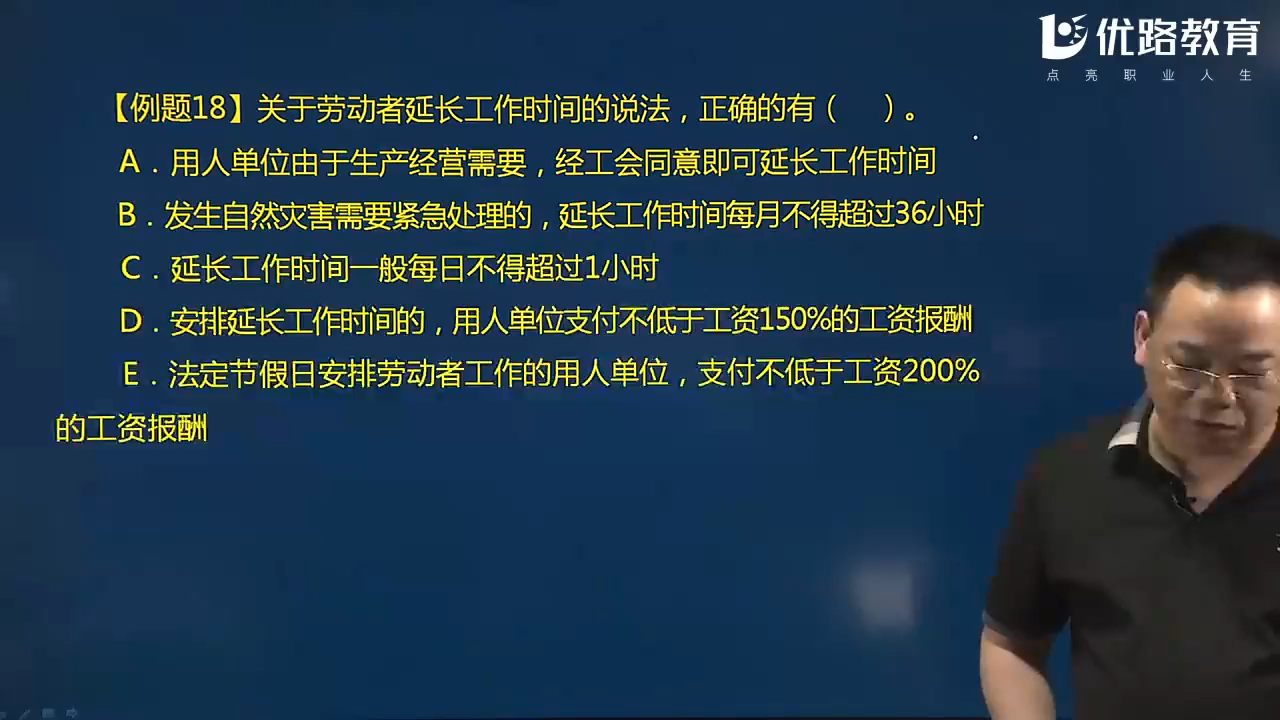 优路教育
点亮职业人生
【例题18】关于劳动者延长工作时间的说法，正确的有（ ）。
A．用人单位由于生产经营需要，经工会同意即可延长工作时间
B．发生自然灾害需要紧急处理的，延长工作时间每月不得超过36小时
C．延长工作时间一般每日不得超过1小时
D．安排延长工作时间的，用人单位支付不低于工资150%的工资报酬
E．法定节假日安排劳动者工作的用人单位，支付不低于工资200%
的工资报酬